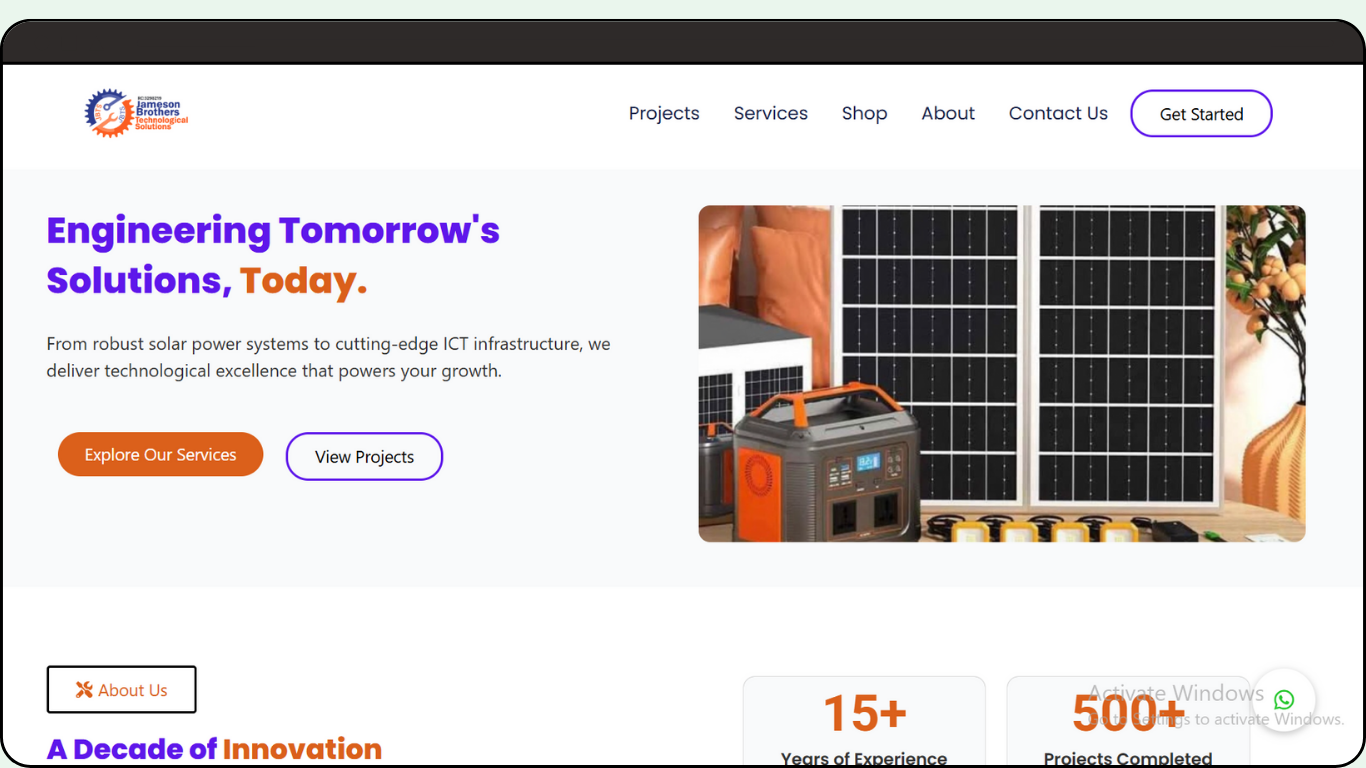 Jameson
Brothers
Technological
Solutions
Projects Services Shop About Contact Us Get Started
Engineering Tomorrow's
Solutions, Today.
From robust solar power systems to cutting-edge ICT infrastructure, we
deliver technological excellence that powers your growth.
Explore Our Services View Projects
About Us
A Decade of Innovation
15+
Years of Experience
500+
Projects Completed
Activate Windows
Go to Settings to activate Windows.